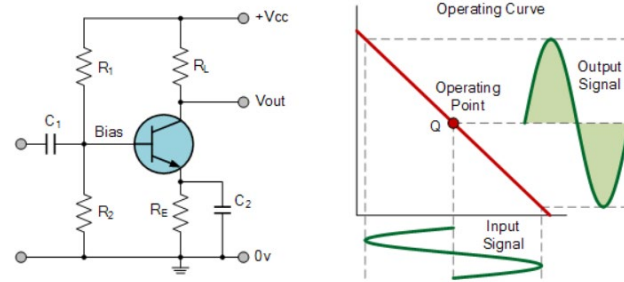 +Vcc
R1
RL
Vout
C1
Bias
R2
RE
C2
0v
Operating Curve
Output
Signal
Operating
Point
Q
Input
Signal